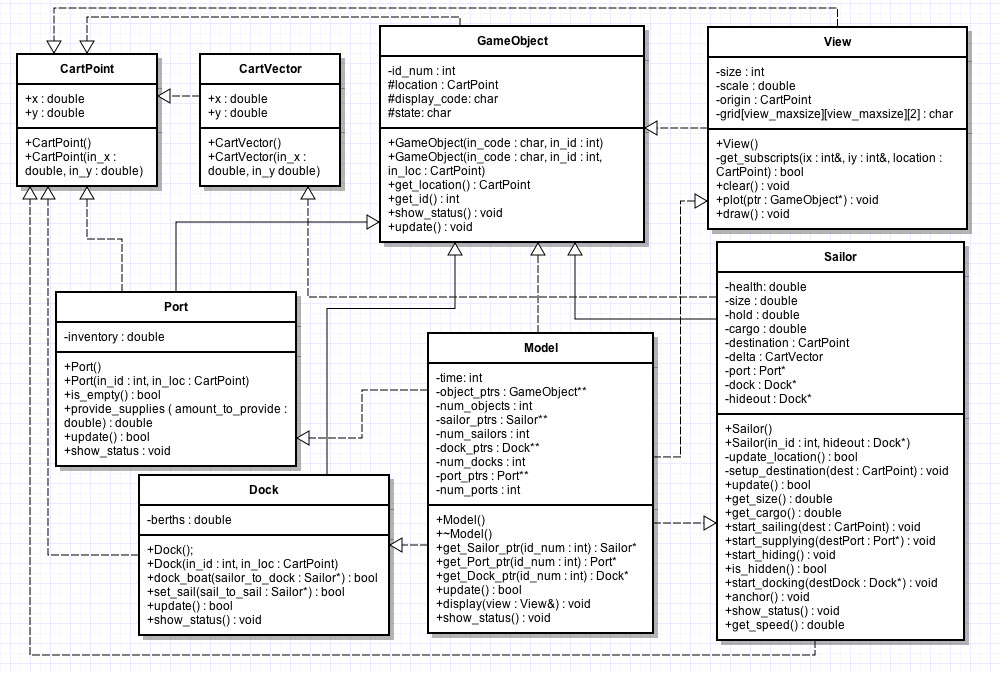 CartPoint
+x : double
+y : double
+CartPoint()
+CartPoint(in_x :
double, in_y : double)
CartVector
+x : double
+y : double
+CartVector()
+CartVector(in_x :
double, in_y double)
GameObject
-id_num : int
#location : CartPoint
#display_code: char
#state: char
+GameObject(in_code : char, in_id : int)
+GameObject(in_code : char, in_id : int,
in_loc : CartPoint)
+get_location() : CartPoint
+get_id() : int
+show_status() : void
+update() : void
View
-size : int
-scale : double
-origin : CartPoint
-grid[view_maxsize][view_maxsize][2] : char
+View()
-get_subscripts(ix : int&, iy : int&, location :
CartPoint) : bool
+clear() : void
+plot(ptr : GameObject*) : void
+draw() : void
Port
-inventory : double
+Port()
+Port(in_id : int, in_loc : CartPoint)
+is_empty() : bool
+provide_supplies ( amount_to_provide :
double) : double
+update() : bool
+show_status : void
Dock
-berths : double
+Dock();
+Dock(in_id : int, in_loc : CartPoint)
+dock_boat(sailor_to_dock : Sailor*) : bool
+set_sail(sail_to_sail : Sailor*) : bool
+update() : bool
+show_status() : void
Model
-time: int
-object_ptrs : GameObject**
-num_objects : int
-sailor_ptrs : Sailor**
-num_sailors : int
-dock_ptrs : Dock**
-num_docks : int
-port_ptrs : Port**
-num_ports : int
+Model()
+~Model()
+get_Sailor_ptr(id_num : int) : Sailor*
+get_Port_ptr(id_num : int) : Port*
+get_Dock_ptr(id_num : int) : Dock*
+update() : bool
+display(view : View&) : void
+show_status() : void
Sailor
-health: double
-size : double
-hold : double
-cargo : double
-destination : CartPoint
-delta : CartVector
-port : Port*
-dock : Dock*
-hideout : Dock*
+Sailor()
+Sailor(in_id : int, hideout : Dock*)
-update_location() : bool
-setup_destination(dest : CartPoint) : void
+update() : bool
+get_size() : double
+get_cargo() : double
+start_sailing(dest : CartPoint) : void
+start_supplying(destPort : Port*) : void
+start_hiding() : void
+is_hidden() : bool
+start_docking(destDock : Dock*) : void
+anchor() : void
+show_status() : void
+get_speed() : double